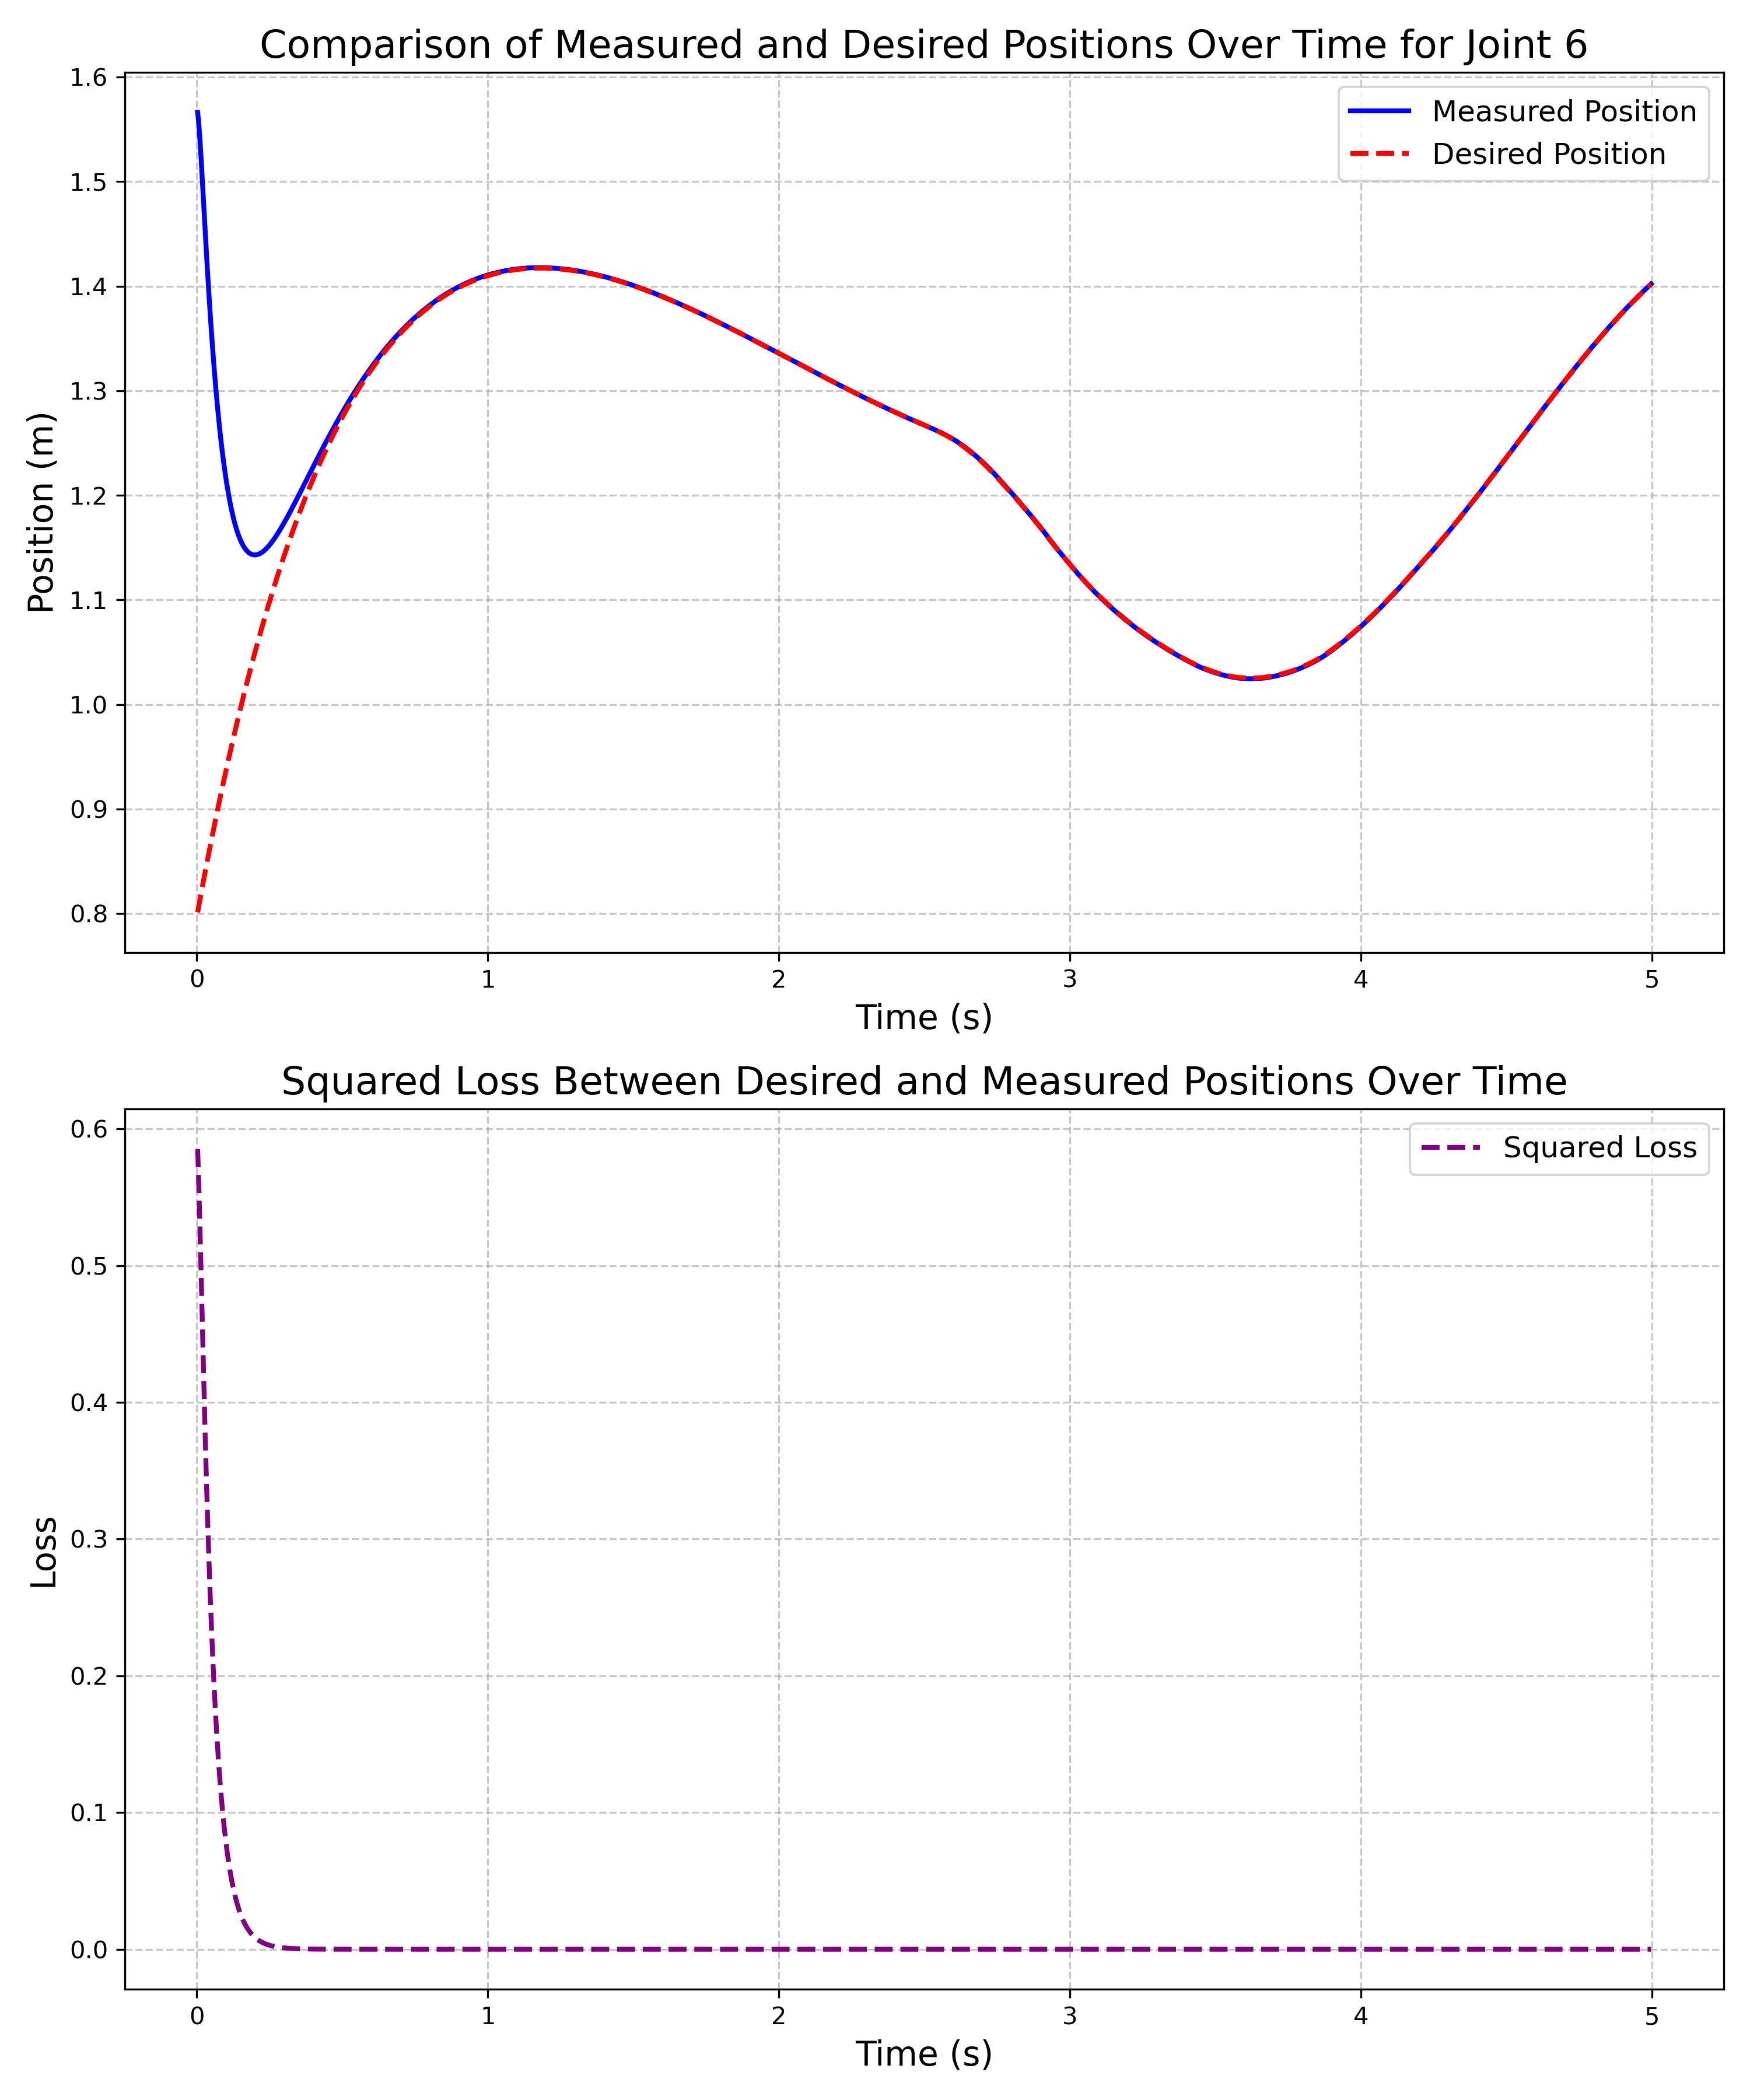 Comparison of Measured and Desired Positions Over Time for Joint 6
1.6
1.5
1.4
1.3
1.2
1.1
1.0
0.9
0.8
Position (m)
Measured Position
Desired Position
0 1 2 3 4 5
Time (s)
Squared Loss Between Desired and Measured Positions Over Time
0.6
0.5
0.4
0.3
0.2
0.1
0.0
Loss
Squared Loss
0 1 2 3 4 5
Time (s)